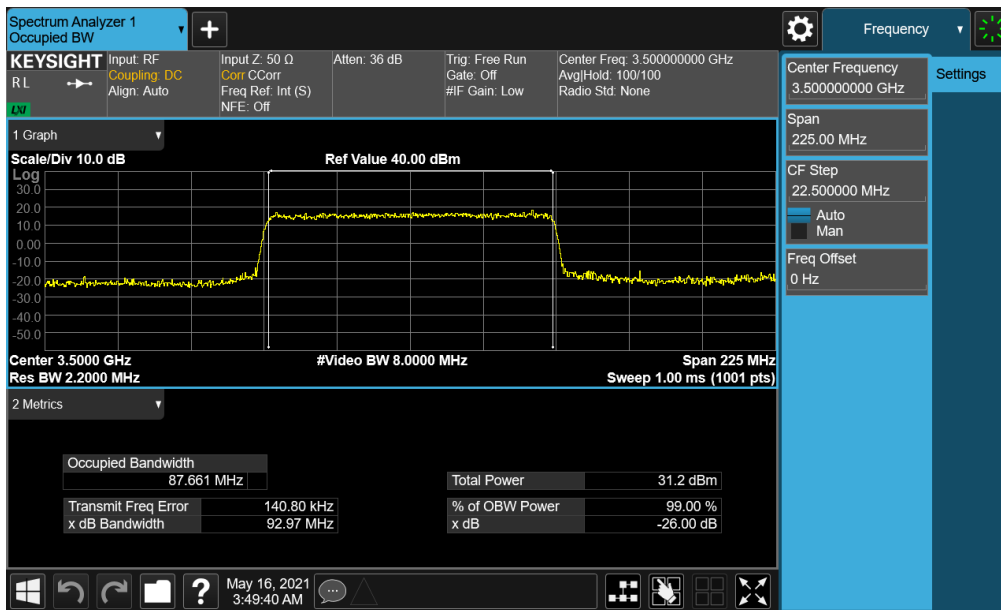 Spectrum Analyzer 1
Occupied BW
Frequency
KEYSIGHT
R L
LXI
Input: RF
Coupling: DC
Align: Auto
Input Z: 50 Ω
Corr CCorr
Freq Ref: Int (S)
NFE: Off
Atten: 36 dB
Trig: Free Run
Gate: Off
#IF Gain: Low
Center Freq: 3.500000000 GHz
Avg|Hold: 100/100
Radio Std: None
Center Frequency
3.500000000 GHz
Settings
Span
225.00 MHz
CF Step
22.500000 MHz
Auto
Man
Freq Offset
0 Hz
1 Graph
Scale/Div 10.0 dB
Ref Value 40.00 dBm
Log
30.0
20.0
10.0
0.00
-10.0
-20.0
-30.0
-40.0
-50.0
Center 3.5000 GHz
#Video BW 8.0000 MHz
Span 225 MHz
Res BW 2.2000 MHz
Sweep 1.00 ms (1001 pts)
2 Metrics
Occupied Bandwidth
87.661 MHz
Total Power 31.2 dBm
Transmit Freq Error 140.80 kHz
% of OBW Power 99.00 %
x dB Bandwidth 92.97 MHz
x dB -26.00 dB
May 16, 2021
3:49:40 AM